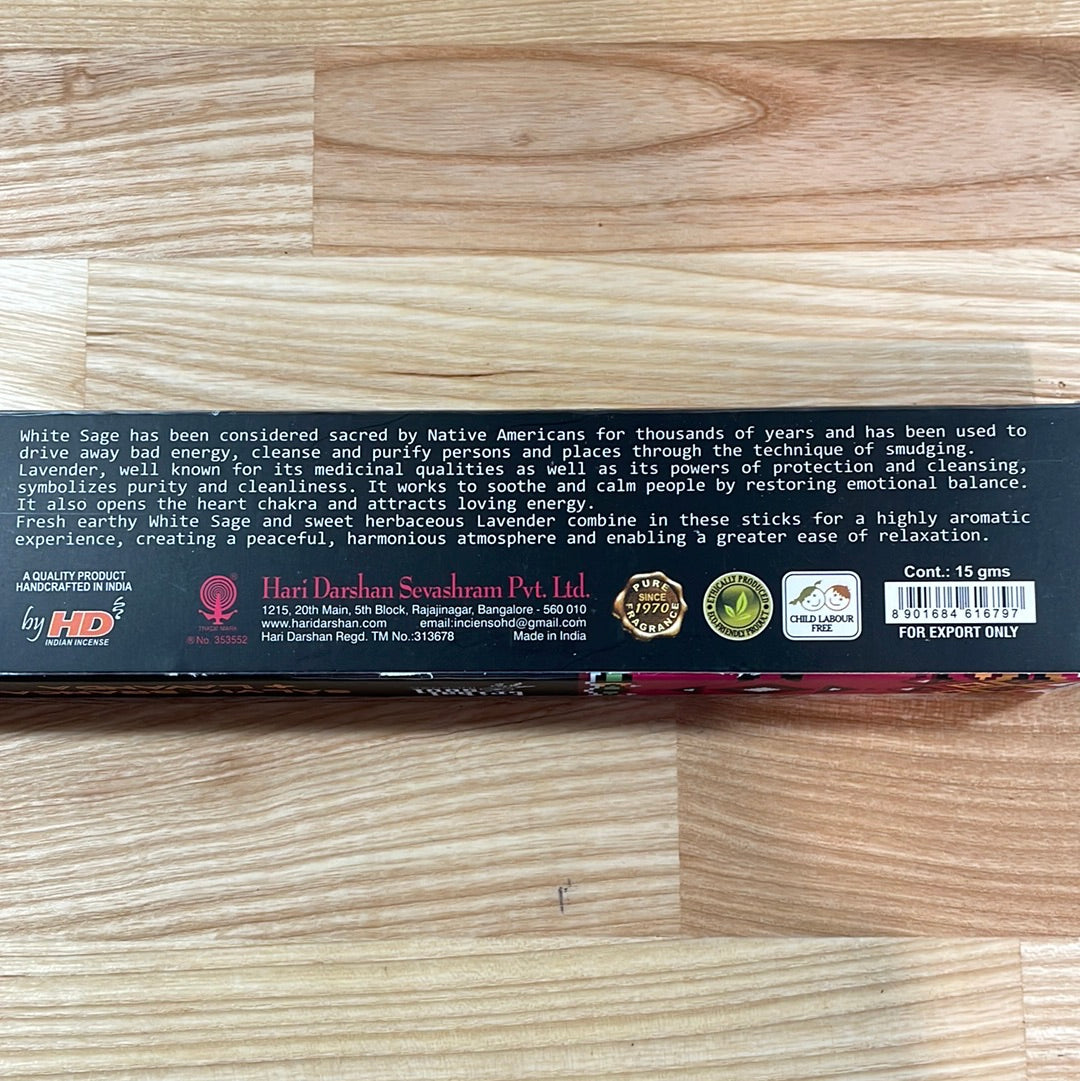 White Sage has been considered sacred by Native Americans for thousands of years and has been used to
drive away bad energy, cleanse and purify persons and places through the technique of smudging.
Lavender, well known for its medicinal qualities as well as its powers of protection and cleansing,
symbolizes purity and cleanliness. It works to soothe and calm people by restoring emotional balance.
It also opens the heart chakra and attracts loving energy.
Fresh earthy White Sage and sweet herbaceous Lavender combine in these sticks for a highly aromatic
experience, creating a peaceful, harmonious atmosphere and enabling a greater ease of relaxation.
A QUALITY PRODUCT
HANDCRAFTED IN INDIA
by HD
INDIAN INCENSE
®
TRADE MARK
® No. 353552
Hari Darshan Sevashram Pvt. Ltd.
1215, 20th Main, 5th Block, Rajajinagar, Bangalore - 560 010
www.haridarshan.com email:inciensohd@gmail.com
Hari Darshan Regd. TM No.:313678 Made in India
PURE
SINCE
1970
FRAGRANCE
ETHICALLY PRODUCED
ECO-FRIENDLY PRODUCT
CHILD LABOUR
FREE
Cont.: 15 gms
8 901684 616797
FOR EXPORT ONLY